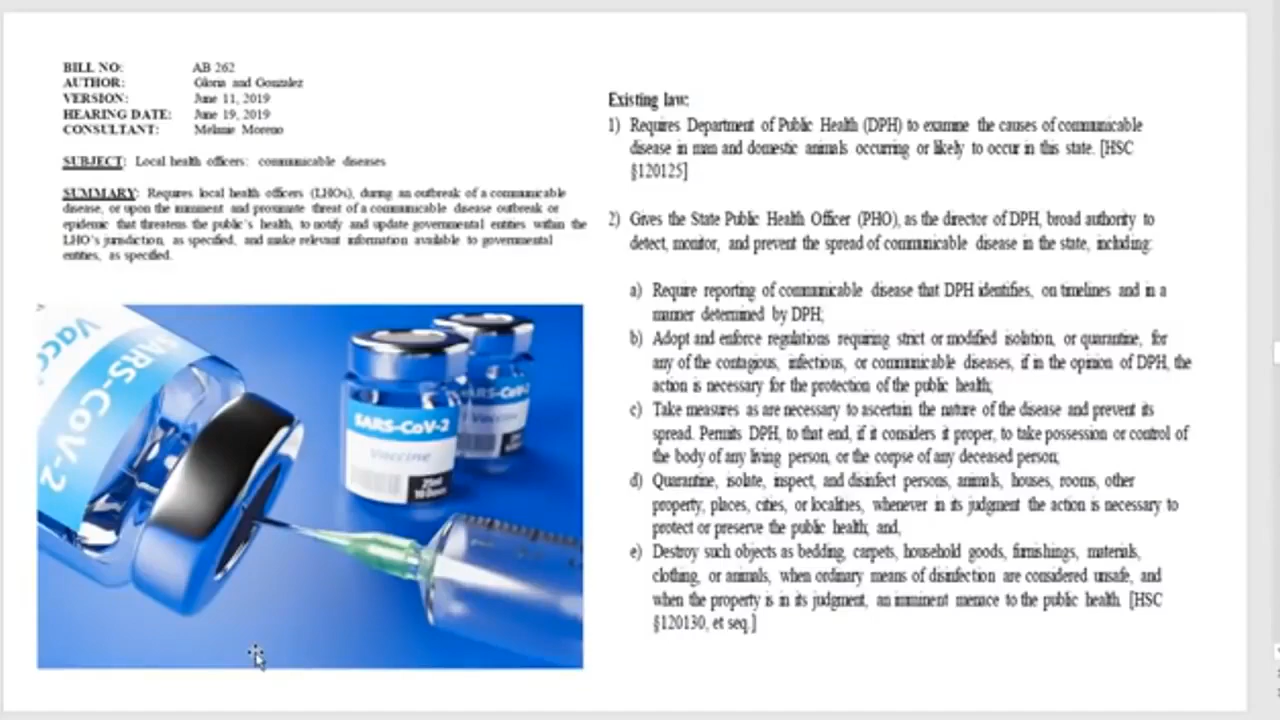 BILL NO: AB 262
AUTHOR: Gloria and Gonzalez
VERSION: June 11, 2019
HEARING DATE: June 19, 2019
CONSULTANT: Melanie Moreno
SUBJECT: Local health officers: communicable diseases
SUMMARY: Requires local health officers (LHOs), during an outbreak of a communicable
disease, or upon the imminent and proximate threat of a communicable disease outbreak or
epidemic that threatens the public's health, to notify and update governmental entities within the
LHO's jurisdiction, as specified, and make relevant information available to governmental
entities, as specified.
SARS-CoV-2
SARS-CoV-2
Vaccine
20ml
10 Doses
SARS-CoV-2
Vaccine
Existing law:
1) Requires Department of Public Health (DPH) to examine the causes of communicable
disease in man and domestic animals occurring or likely to occur in this state. [HSC
§120125]
2) Gives the State Public Health Officer (PHO), as the director of DPH, broad authority to
detect, monitor, and prevent the spread of communicable disease in the state, including:
a) Require reporting of communicable disease that DPH identifies, on timelines and in a
manner determined by DPH;
b) Adopt and enforce regulations requiring strict or modified isolation, or quarantine, for
any of the contagious, infectious, or communicable diseases, if in the opinion of DPH, the
action is necessary for the protection of the public health;
c) Take measures as are necessary to ascertain the nature of the disease and prevent its
spread. Permits DPH, to that end, if it considers it proper, to take possession or control of
the body of any living person, or the corpse of any deceased person;
d) Quarantine, isolate, inspect, and disinfect persons, animals, houses, rooms, other
property, places, cities, or localities, whenever in its judgment the action is necessary to
protect or preserve the public health; and,
e) Destroy such objects as bedding, carpets, household goods, furnishings, materials,
clothing, or animals, when ordinary means of disinfection are considered unsafe, and
when the property is in its judgment, an imminent menace to the public health. [HSC
§120130, et seq.]